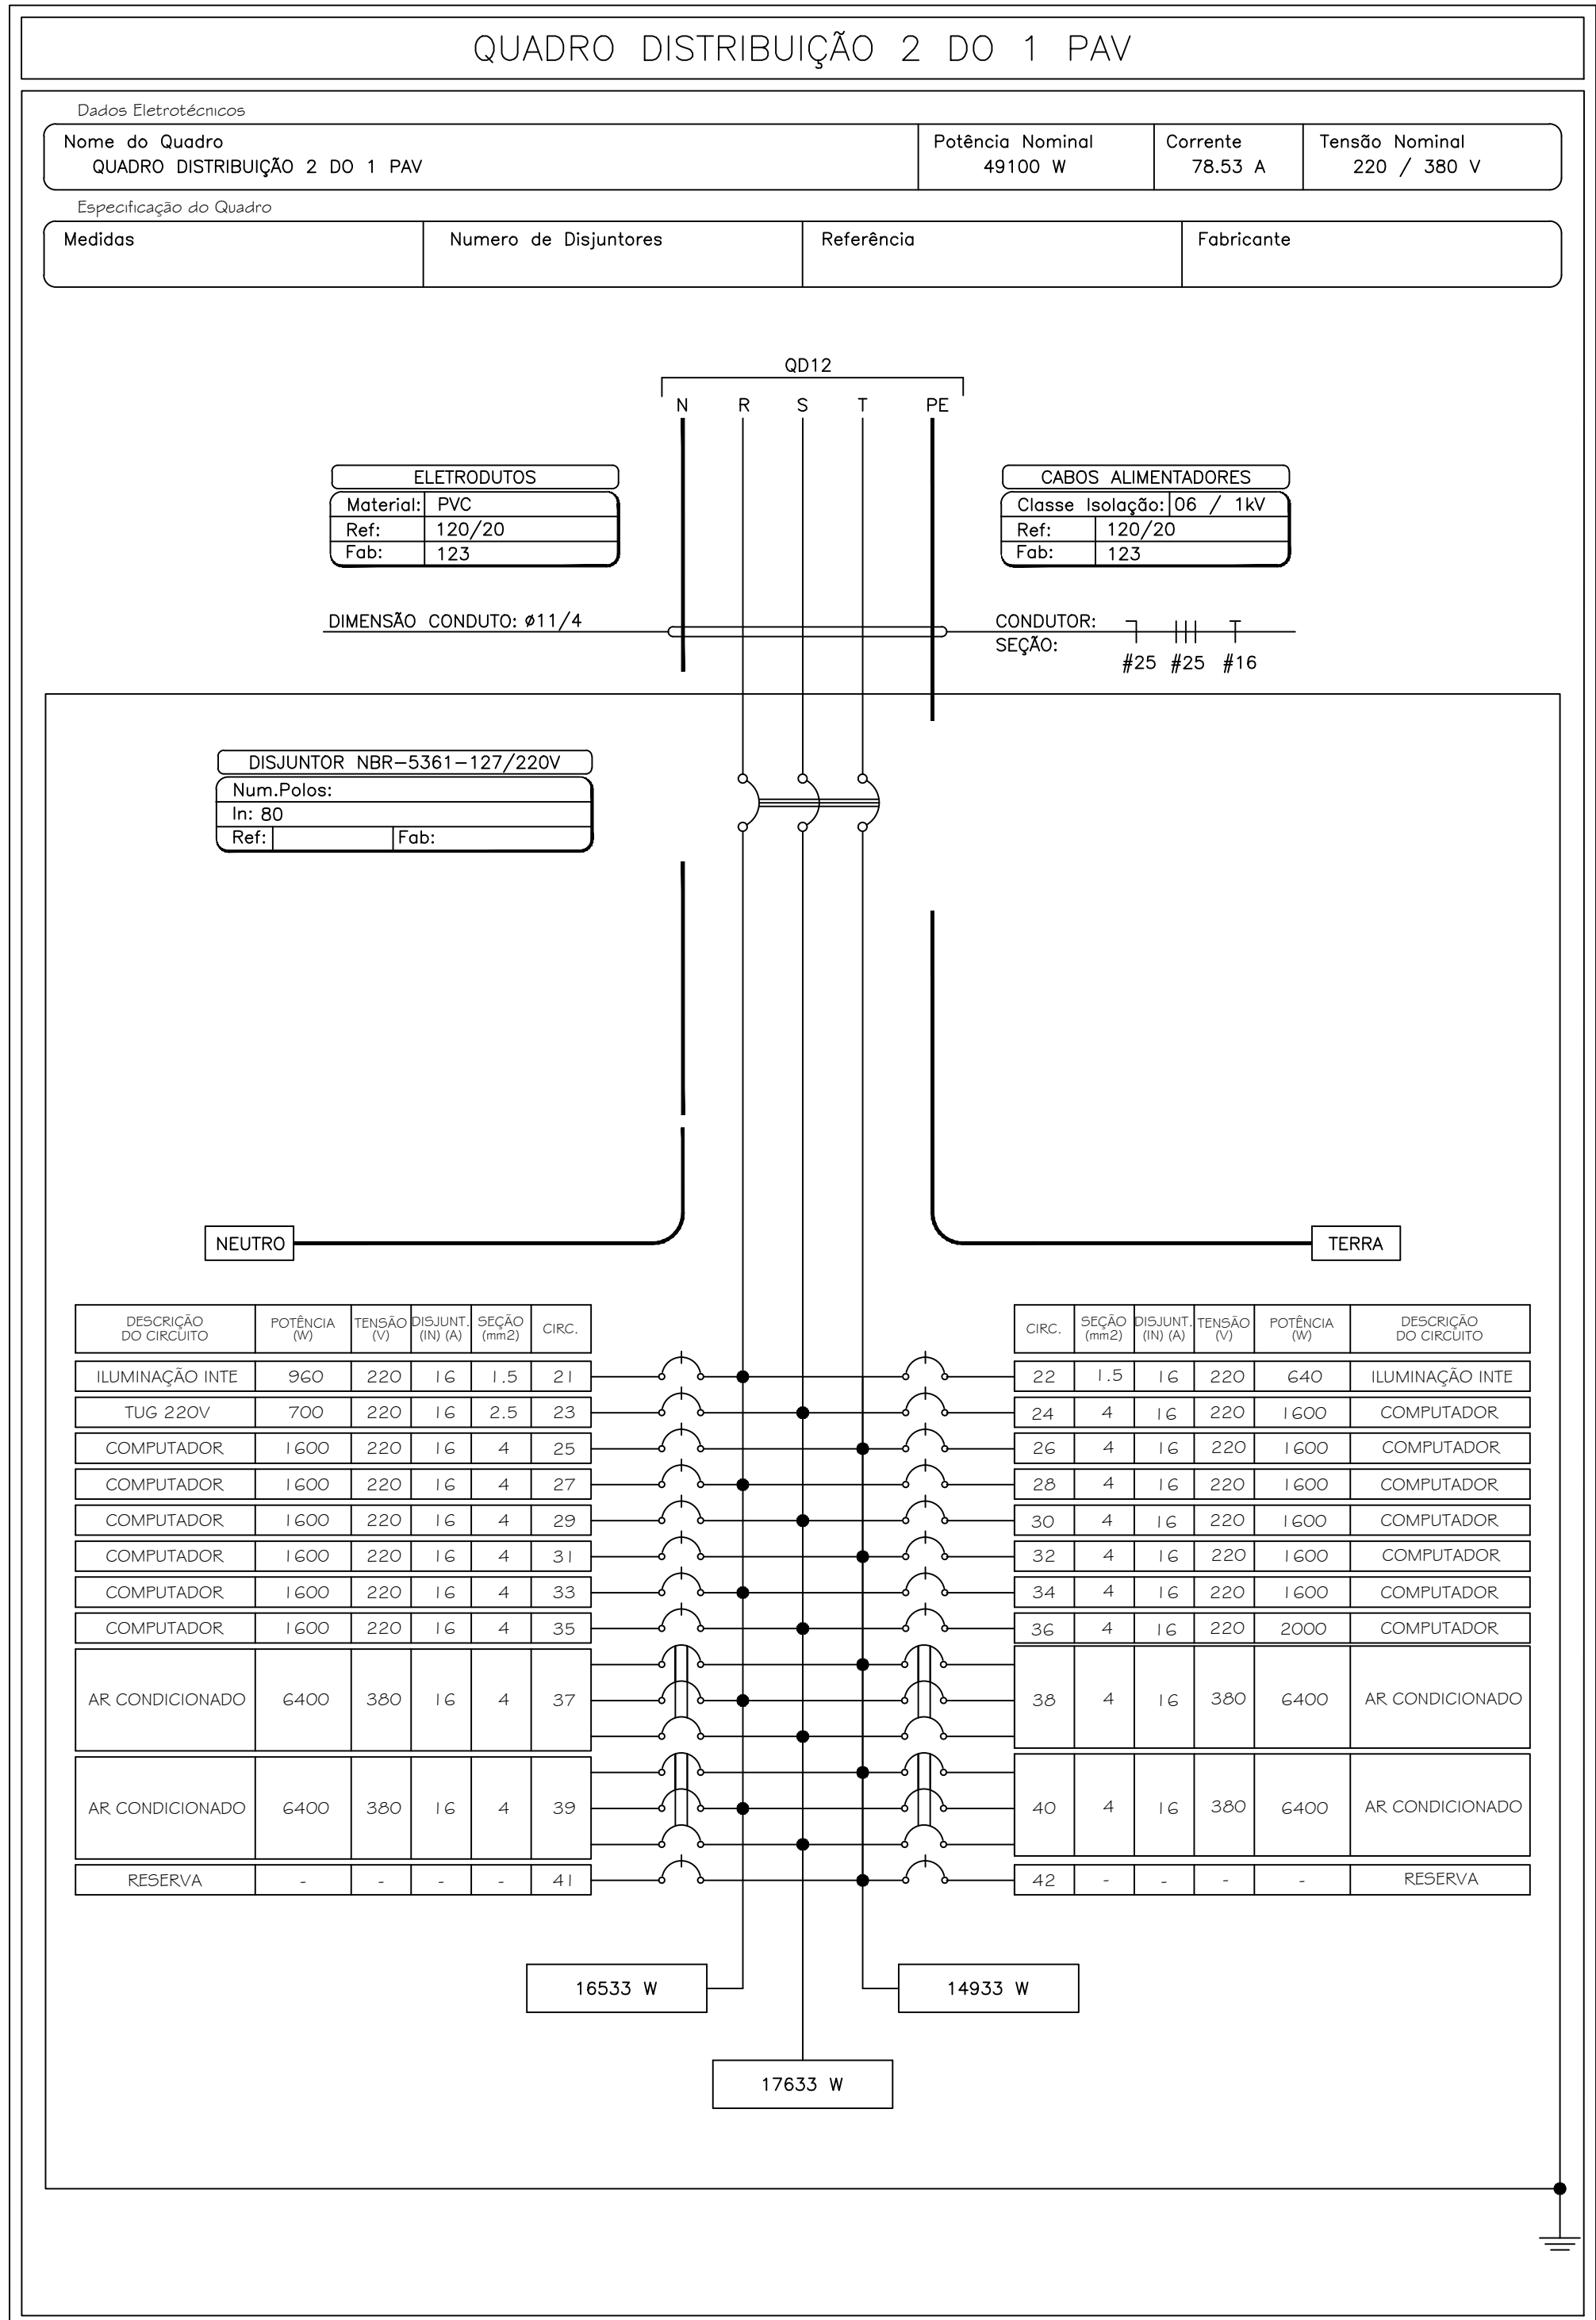 QUADRO DISTRIBUIÇÃO 2 DO 1 PAV
Dados Eletrotécnicos
Nome do Quadro Potência Nominal Corrente Tensão Nominal
QUADRO DISTRIBUIÇÃO 2 DO 1 PAV 49100 W 78.53 A 220 / 380 V
Especificação do Quadro
Medidas Numero de Disjuntores Referência Fabricante
QD12
N R S T PE
ELETRODUTOS
Material: PVC
Ref: 120/20
Fab: 123
CABOS ALIMENTADORES
Classe Isolação: 06 / 1kV
Ref: 120/20
Fab: 123
DIMENSÃO CONDUTO: ø11/4
CONDUTOR:
SEÇÃO:
#25 #25 #16
DISJUNTOR NBR-5361-127/220V
Num.Polos:
In: 80
Ref: Fab:
NEUTRO
TERRA
DESCRIÇÃO DO CIRCUITO POTÊNCIA (W) TENSÃO (V) DISJUNT. (IN) (A) SEÇÃO (mm2) CIRC.
ILUMINAÇÃO INTE 960 220 16 1.5 21
TUG 220V 700 220 16 2.5 23
COMPUTADOR 1600 220 16 4 25
COMPUTADOR 1600 220 16 4 27
COMPUTADOR 1600 220 16 4 29
COMPUTADOR 1600 220 16 4 31
COMPUTADOR 1600 220 16 4 33
COMPUTADOR 1600 220 16 4 35
AR CONDICIONADO 6400 380 16 4 37
AR CONDICIONADO 6400 380 16 4 39
RESERVA - - - - 41
CIRC. SEÇÃO (mm2) DISJUNT. (IN) (A) TENSÃO (V) POTÊNCIA (W) DESCRIÇÃO DO CIRCUITO
22 1.5 16 220 640 ILUMINAÇÃO INTE
24 4 16 220 1600 COMPUTADOR
26 4 16 220 1600 COMPUTADOR
28 4 16 220 1600 COMPUTADOR
30 4 16 220 1600 COMPUTADOR
32 4 16 220 1600 COMPUTADOR
34 4 16 220 1600 COMPUTADOR
36 4 16 220 2000 COMPUTADOR
38 4 16 380 6400 AR CONDICIONADO
40 4 16 380 6400 AR CONDICIONADO
42 - - - - RESERVA
16533 W
14933 W
17633 W